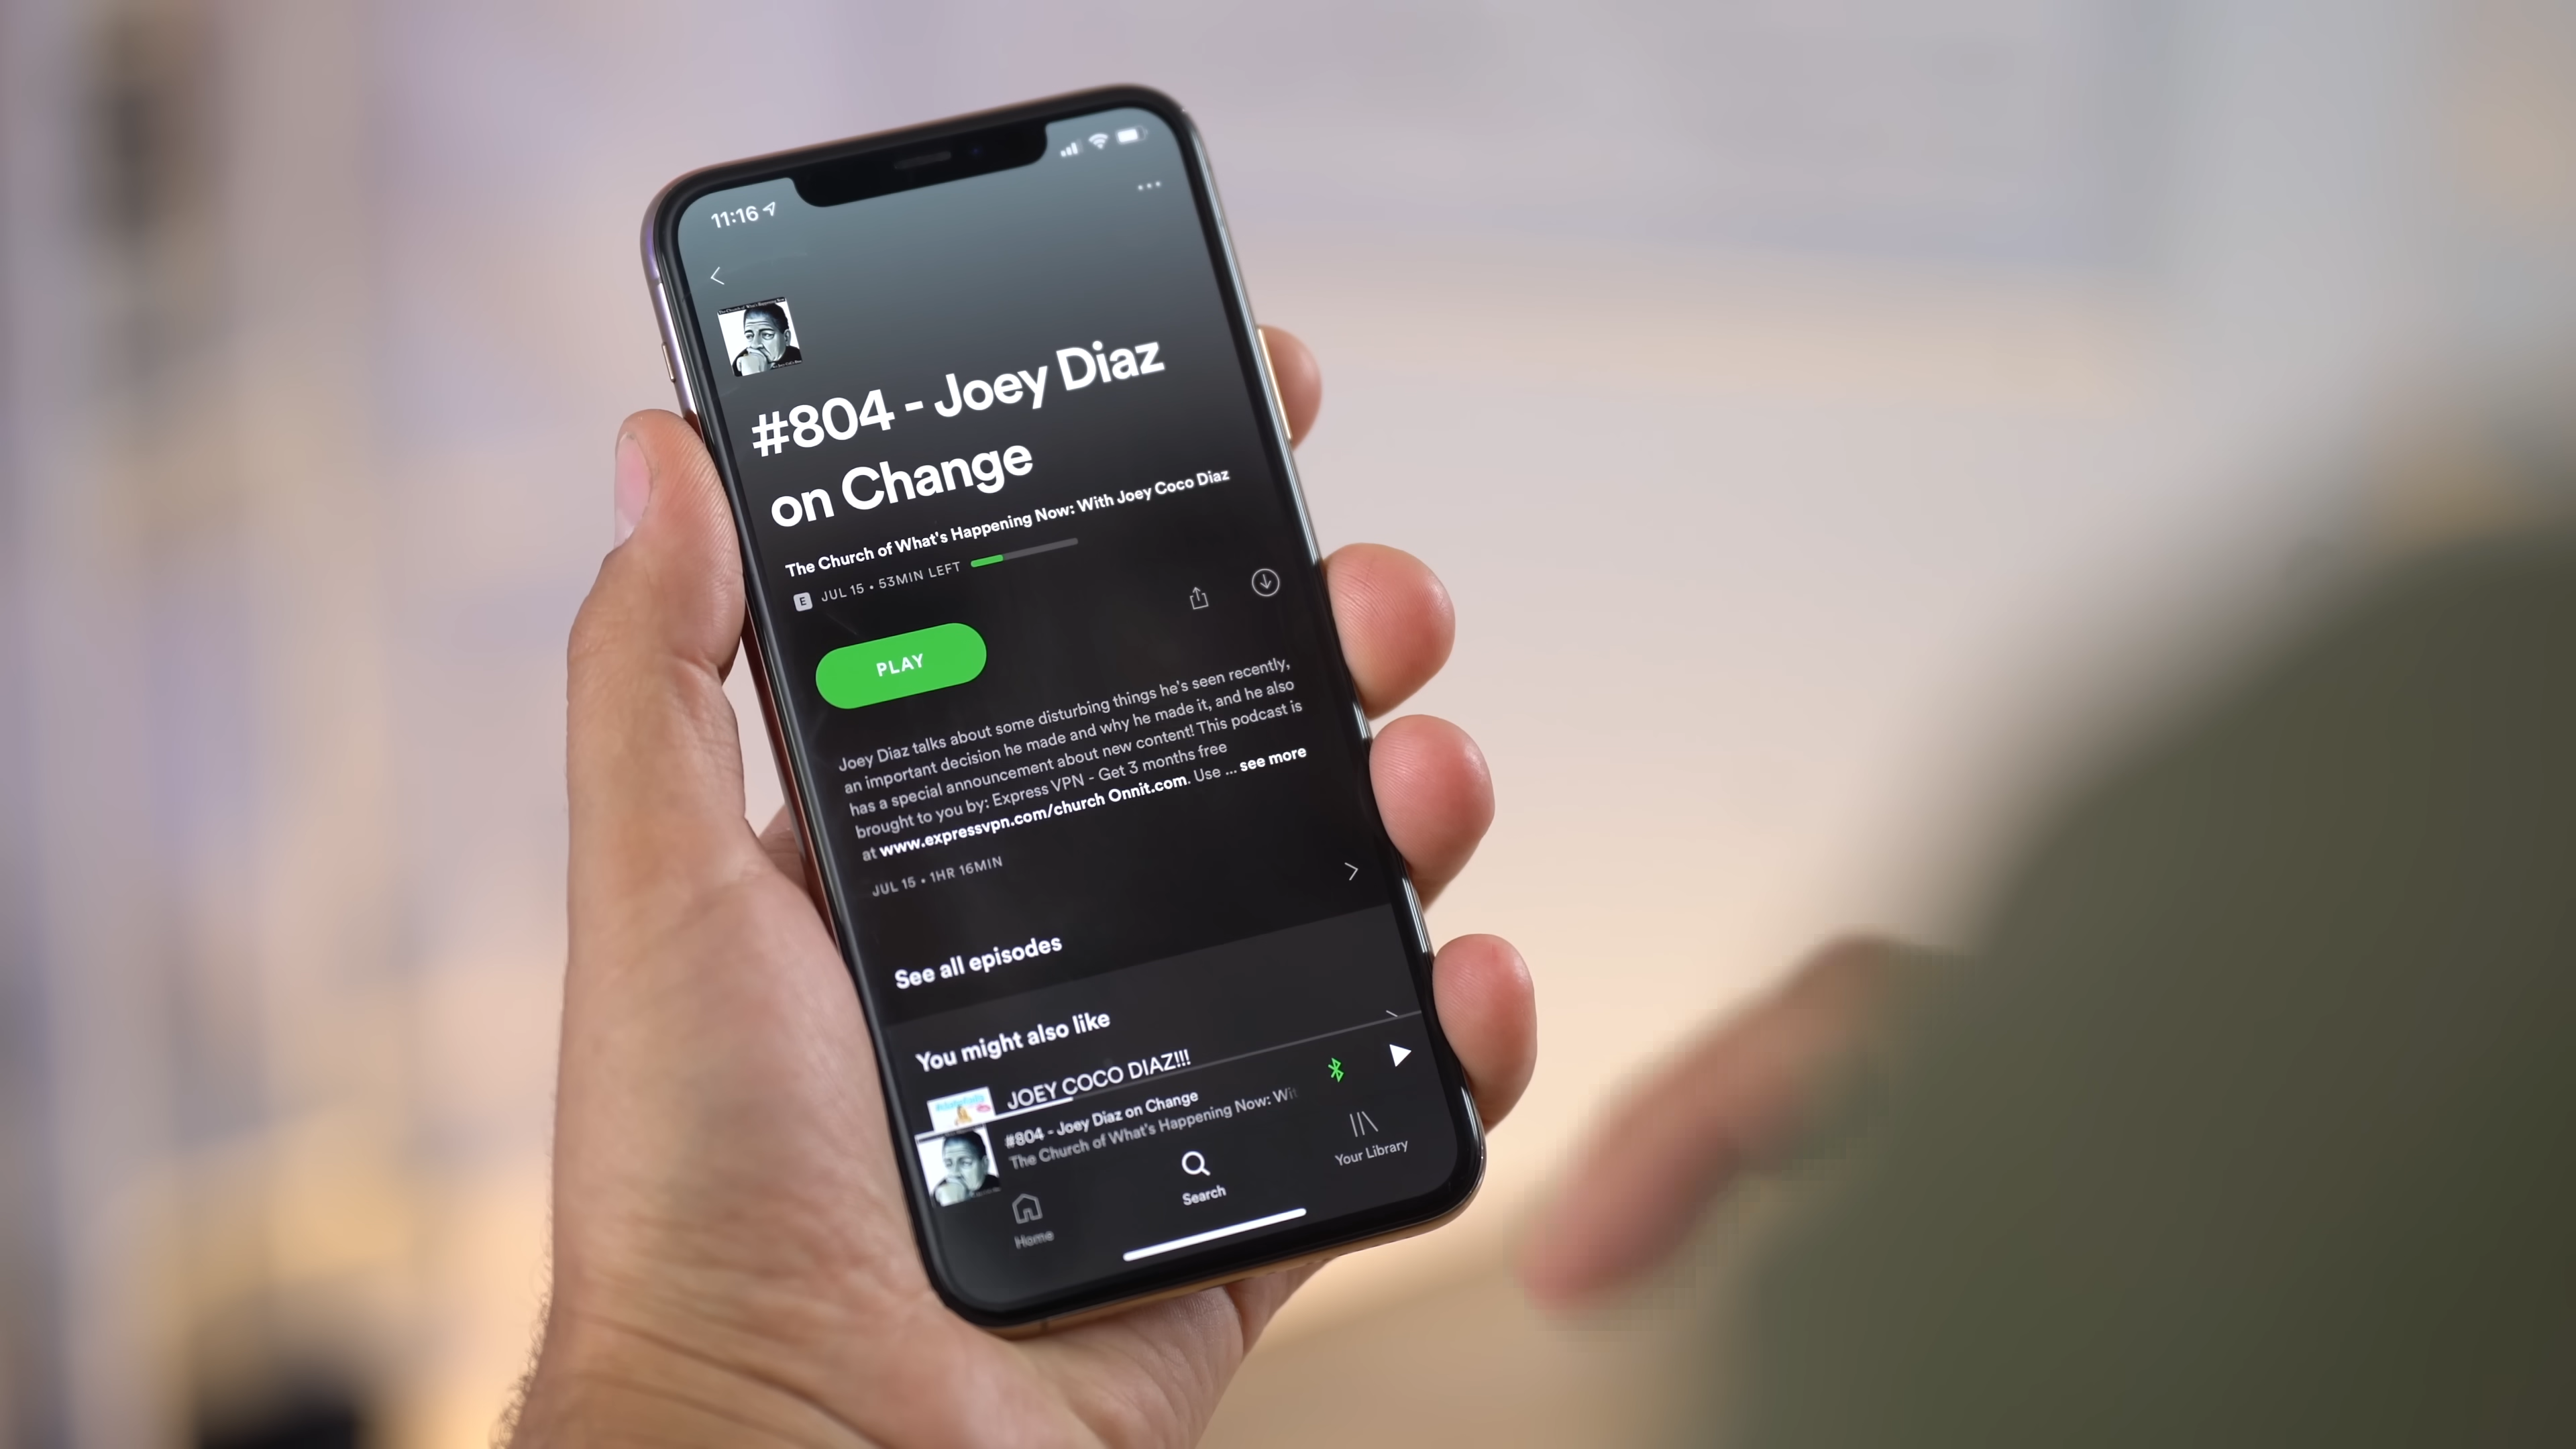 11:16
#804 - Joey Diaz
on Change
The Church of What's Happening Now: With Joey Coco Diaz
E JUL 15 • 53MIN LEFT
PLAY
Joey Diaz talks about some disturbing things he's seen recently,
an important decision he made and why he made it, and he also
has a special announcement about new content! This podcast is
brought to you by: Express VPN - Get 3 months free
at www.expressvpn.com/church Onnit.com. Use ... see more
JUL 15 • 1HR 16MIN
See all episodes
You might also like
JOEY COCO DIAZ!!!
#804 - Joey Diaz on Change
The Church of What's Happening Now: Wit
Home
Search
Your Library